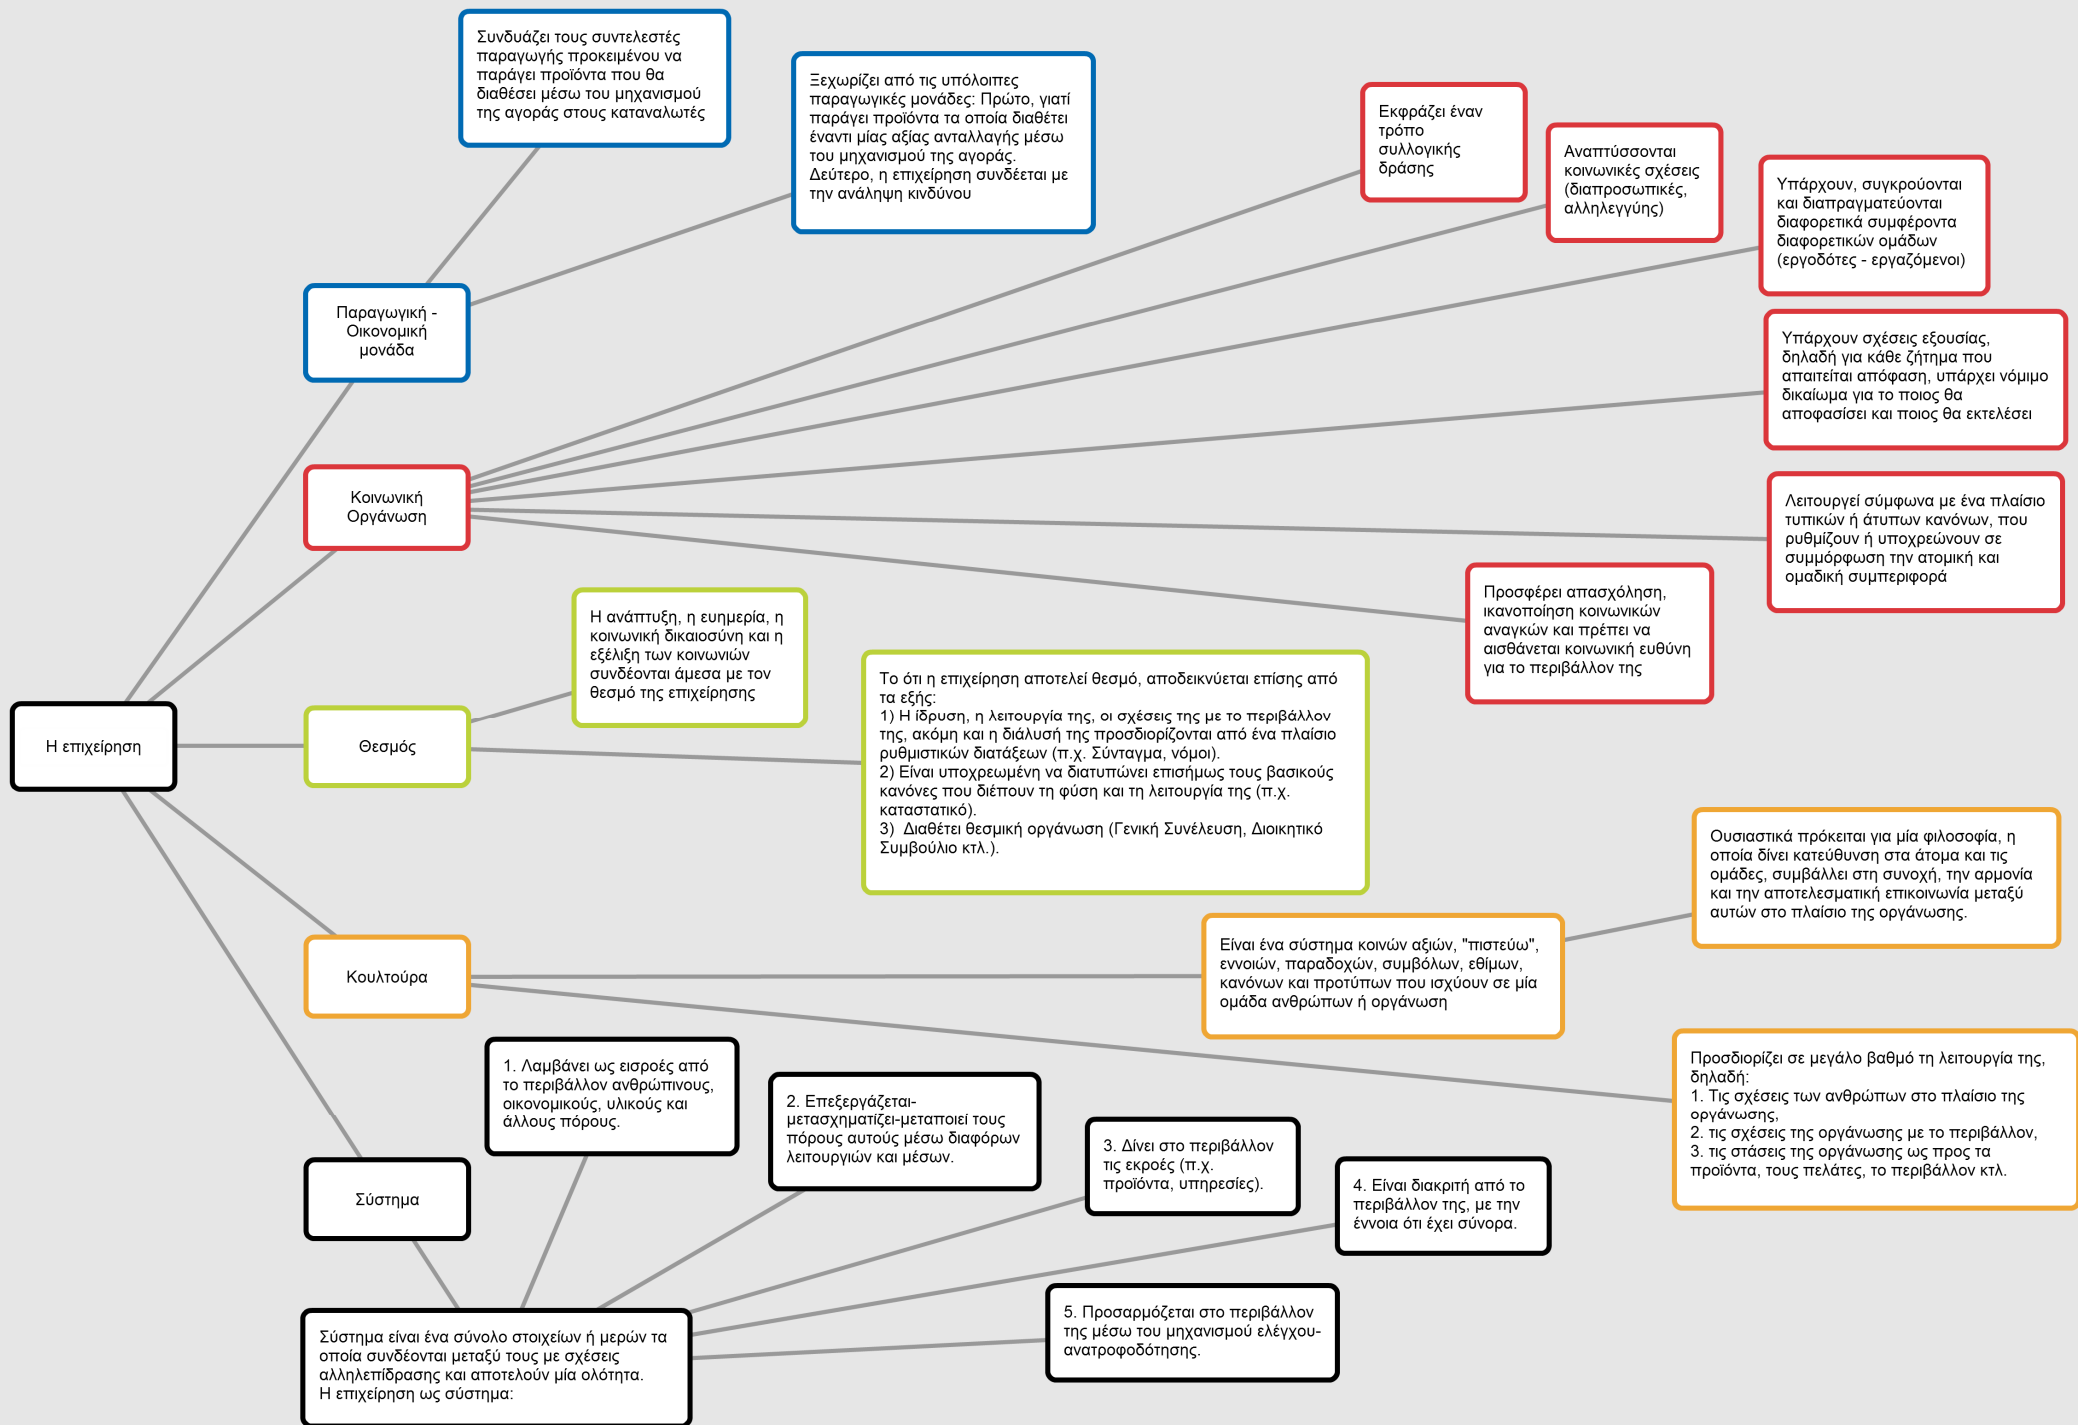 Συνδυάζει τους συντελεστές
παραγωγής προκειμένου να
παράγει προϊόντα που θα
διαθέσει μέσω του μηχανισμού
της αγοράς στους καταναλωτές
Ξεχωρίζει από τις υπόλοιπες
παραγωγικές μονάδες: Πρώτο, γιατί
παράγει προϊόντα τα οποία διαθέτει
έναντι μίας αξίας ανταλλαγής μέσω
του μηχανισμού της αγοράς.
Δεύτερο, η επιχείρηση συνδέεται με
την ανάληψη κινδύνου
Παραγωγική -
Οικονομική
μονάδα
Εκφράζει έναν
τρόπο
συλλογικής
δράσης
Αναπτύσσονται
κοινωνικές σχέσεις
(διαπροσωπικές,
αλληλεγγύης)
Υπάρχουν, συγκρούονται
και διαπραγματεύονται
διαφορετικά συμφέροντα
διαφορετικών ομάδων
(εργοδότες - εργαζόμενοι)
Υπάρχουν σχέσεις εξουσίας,
δηλαδή για κάθε ζήτημα που
απαιτείται απόφαση, υπάρχει νόμιμο
δικαίωμα για το ποιος θα
αποφασίσει και ποιος θα εκτελέσει
Κοινωνική
Οργάνωση
Λειτουργεί σύμφωνα με ένα πλαίσιο
τυπικών ή άτυπων κανόνων, που
ρυθμίζουν ή υποχρεώνουν σε
συμμόρφωση την ατομική και
ομαδική συμπεριφορά
Προσφέρει απασχόληση,
ικανοποίηση κοινωνικών
αναγκών και πρέπει να
αισθάνεται κοινωνική ευθύνη
για το περιβάλλον της
Η ανάπτυξη, η ευημερία, η
κοινωνική δικαιοσύνη και η
εξέλιξη των κοινωνιών
συνδέονται άμεσα με τον
θεσμό της επιχείρησης
Το ότι η επιχείρηση αποτελεί θεσμό, αποδεικνύεται επίσης από
τα εξής:
1) Η ίδρυση, η λειτουργία της, οι σχέσεις της με το περιβάλλον
της, ακόμη και η διάλυσή της προσδιορίζονται από ένα πλαίσιο
ρυθμιστικών διατάξεων (π.χ. Σύνταγμα, νόμοι).
2) Είναι υποχρεωμένη να διατυπώνει επισήμως τους βασικούς
κανόνες που διέπουν τη φύση και τη λειτουργία της (π.χ.
καταστατικό).
3)  Διαθέτει θεσμική οργάνωση (Γενική Συνέλευση, Διοικητικό
Συμβούλιο κτλ.).
Η επιχείρηση
Θεσμός
Ουσιαστικά πρόκειται για μία φιλοσοφία, η
οποία δίνει κατεύθυνση στα άτομα και τις
ομάδες, συμβάλλει στη συνοχή, την αρμονία
και την αποτελεσματική επικοινωνία μεταξύ
αυτών στο πλαίσιο της οργάνωσης.
Είναι ένα σύστημα κοινών αξιών, "πιστεύω",
εννοιών, παραδοχών, συμβόλων, εθίμων,
κανόνων και προτύπων που ισχύουν σε μία
ομάδα ανθρώπων ή οργάνωση
Κουλτούρα
Προσδιορίζει σε μεγάλο βαθμό τη λειτουργία της,
δηλαδή:
1. Τις σχέσεις των ανθρώπων στο πλαίσιο της
οργάνωσης,
2. τις σχέσεις της οργάνωσης με το περιβάλλον,
3. τις στάσεις της οργάνωσης ως προς τα
προϊόντα, τους πελάτες, το περιβάλλον κτλ.
1. Λαμβάνει ως εισροές από
το περιβάλλον ανθρώπινους,
οικονομικούς, υλικούς και
άλλους πόρους.
2. Επεξεργάζεται-
μετασχηματίζει-μεταποιεί τους
πόρους αυτούς μέσω διαφόρων
λειτουργιών και μέσων.
3. Δίνει στο περιβάλλον
τις εκροές (π.χ.
προϊόντα, υπηρεσίες).
4. Είναι διακριτή από το
περιβάλλον της, με την
έννοια ότι έχει σύνορα.
Σύστημα
5. Προσαρμόζεται στο περιβάλλον
της μέσω του μηχανισμού ελέγχου-
ανατροφοδότησης.
Σύστημα είναι ένα σύνολο στοιχείων ή μερών τα
οποία συνδέονται μεταξύ τους με σχέσεις
αλληλεπίδρασης και αποτελούν μία ολότητα.
Η επιχείρηση ως σύστημα: